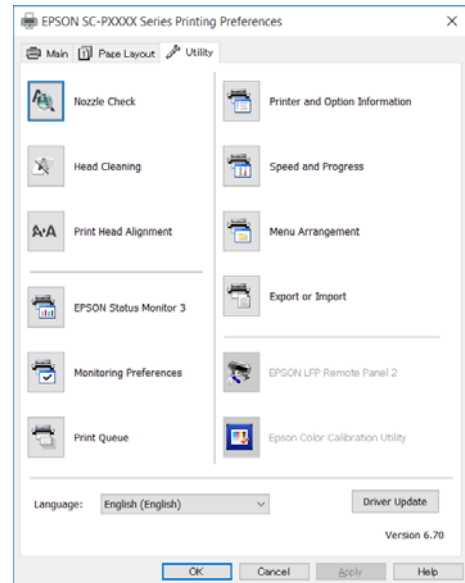 EPSON SC-PXXXX Series Printing Preferences
Main
Page Layout
Utility
Nozzle Check
Head Cleaning
Print Head Alignment
EPSON Status Monitor 3
Monitoring Preferences
Print Queue
Printer and Option Information
Speed and Progress
Menu Arrangement
Export or Import
EPSON LFP Remote Panel 2
Epson Color Calibration Utility
Language: English (English)
Driver Update
Version 6.70
OK Cancel Apply Help